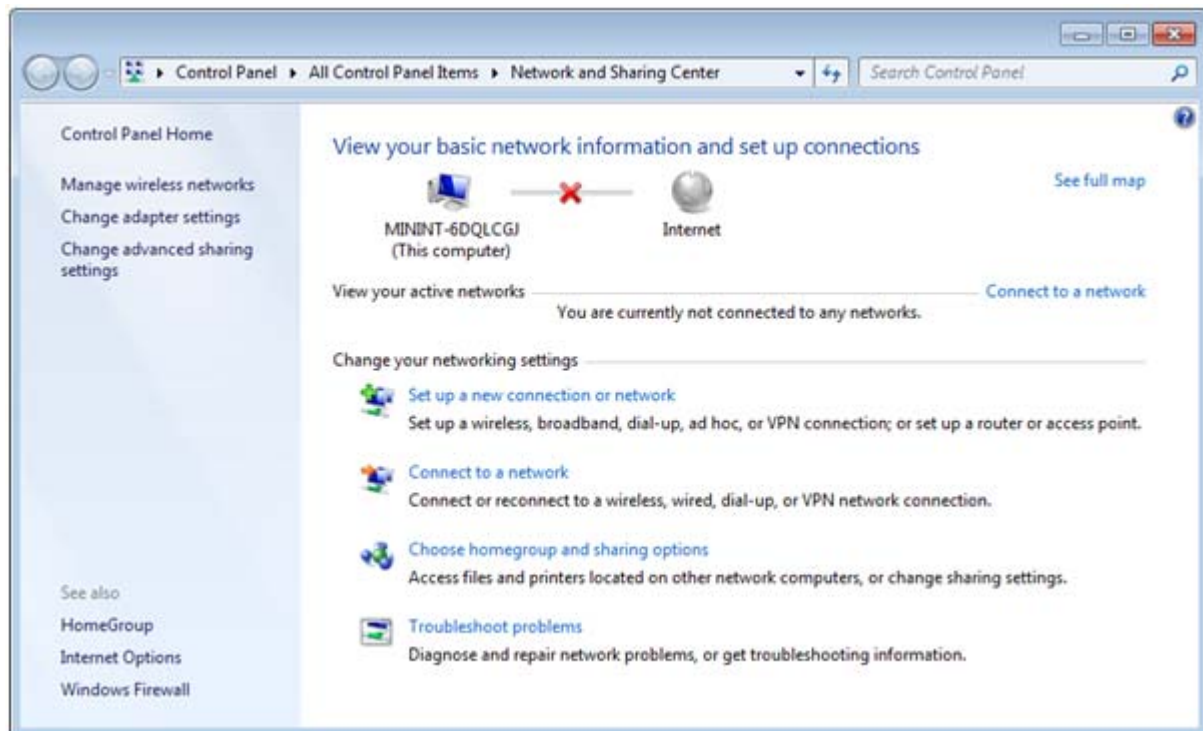 Control Panel ▸ All Control Panel Items ▸ Network and Sharing Center
Search Control Panel
Control Panel Home
Manage wireless networks
Change adapter settings
Change advanced sharing
settings
See also
HomeGroup
Internet Options
Windows Firewall
View your basic network information and set up connections
See full map
MININT-6DQLCGJ
(This computer)
Internet
View your active networks
Connect to a network
You are currently not connected to any networks.
Change your networking settings
Set up a new connection or network
Set up a wireless, broadband, dial-up, ad hoc, or VPN connection; or set up a router or access point.
Connect to a network
Connect or reconnect to a wireless, wired, dial-up, or VPN network connection.
Choose homegroup and sharing options
Access files and printers located on other network computers, or change sharing settings.
Troubleshoot problems
Diagnose and repair network problems, or get troubleshooting information.